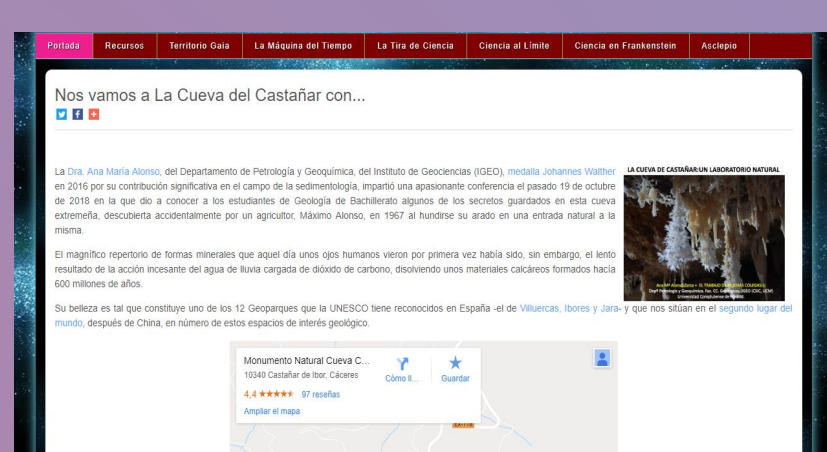 Portada Recursos Territorio Gaia La Máquina del Tiempo La Tira de Ciencia Ciencia al Límite Ciencia en Frankenstein Asclepio
Nos vamos a La Cueva del Castañar con...
La Dra. Ana María Alonso, del Departamento de Petrología y Geoquímica, del Instituto de Geociencias (IGEO), medalla Johannes Walther
en 2016 por su contribución significativa en el campo de la sedimentología, impartió una apasionante conferencia el pasado 19 de octubre
de 2018 en la que dio a conocer a los estudiantes de Geología de Bachillerato algunos de los secretos guardados en esta cueva
extremeña, descubierta accidentalmente por un agricultor, Máximo Alonso, en 1967 al hundirse su arado en una entrada natural a la
misma.
LA CUEVA DE CASTAÑAR:UN LABORATORIO NATURAL
El magnífico repertorio de formas minerales que aquel día unos ojos humanos vieron por primera vez había sido, sin embargo, el lento
resultado de la acción incesante del agua de lluvia cargada de dióxido de carbono, disolviendo unos materiales calcáreos formados hacía
600 millones de años.
Universidad Complutense de
Su belleza es tal que constituye uno de los 12 Geoparques que la UNESCO tiene reconocidos en España -el de Villuercas, Ibores y Jara- y que nos sitúan en el segundo lugar del
mundo, después de China, en número de estos espacios de interés geológico.
Monumento Natural Cueva C...
10340 Castañar de Ibor, Cáceres
4,4 97 reseñas
Ampliar el mapa
Cómo ll...
Guardar